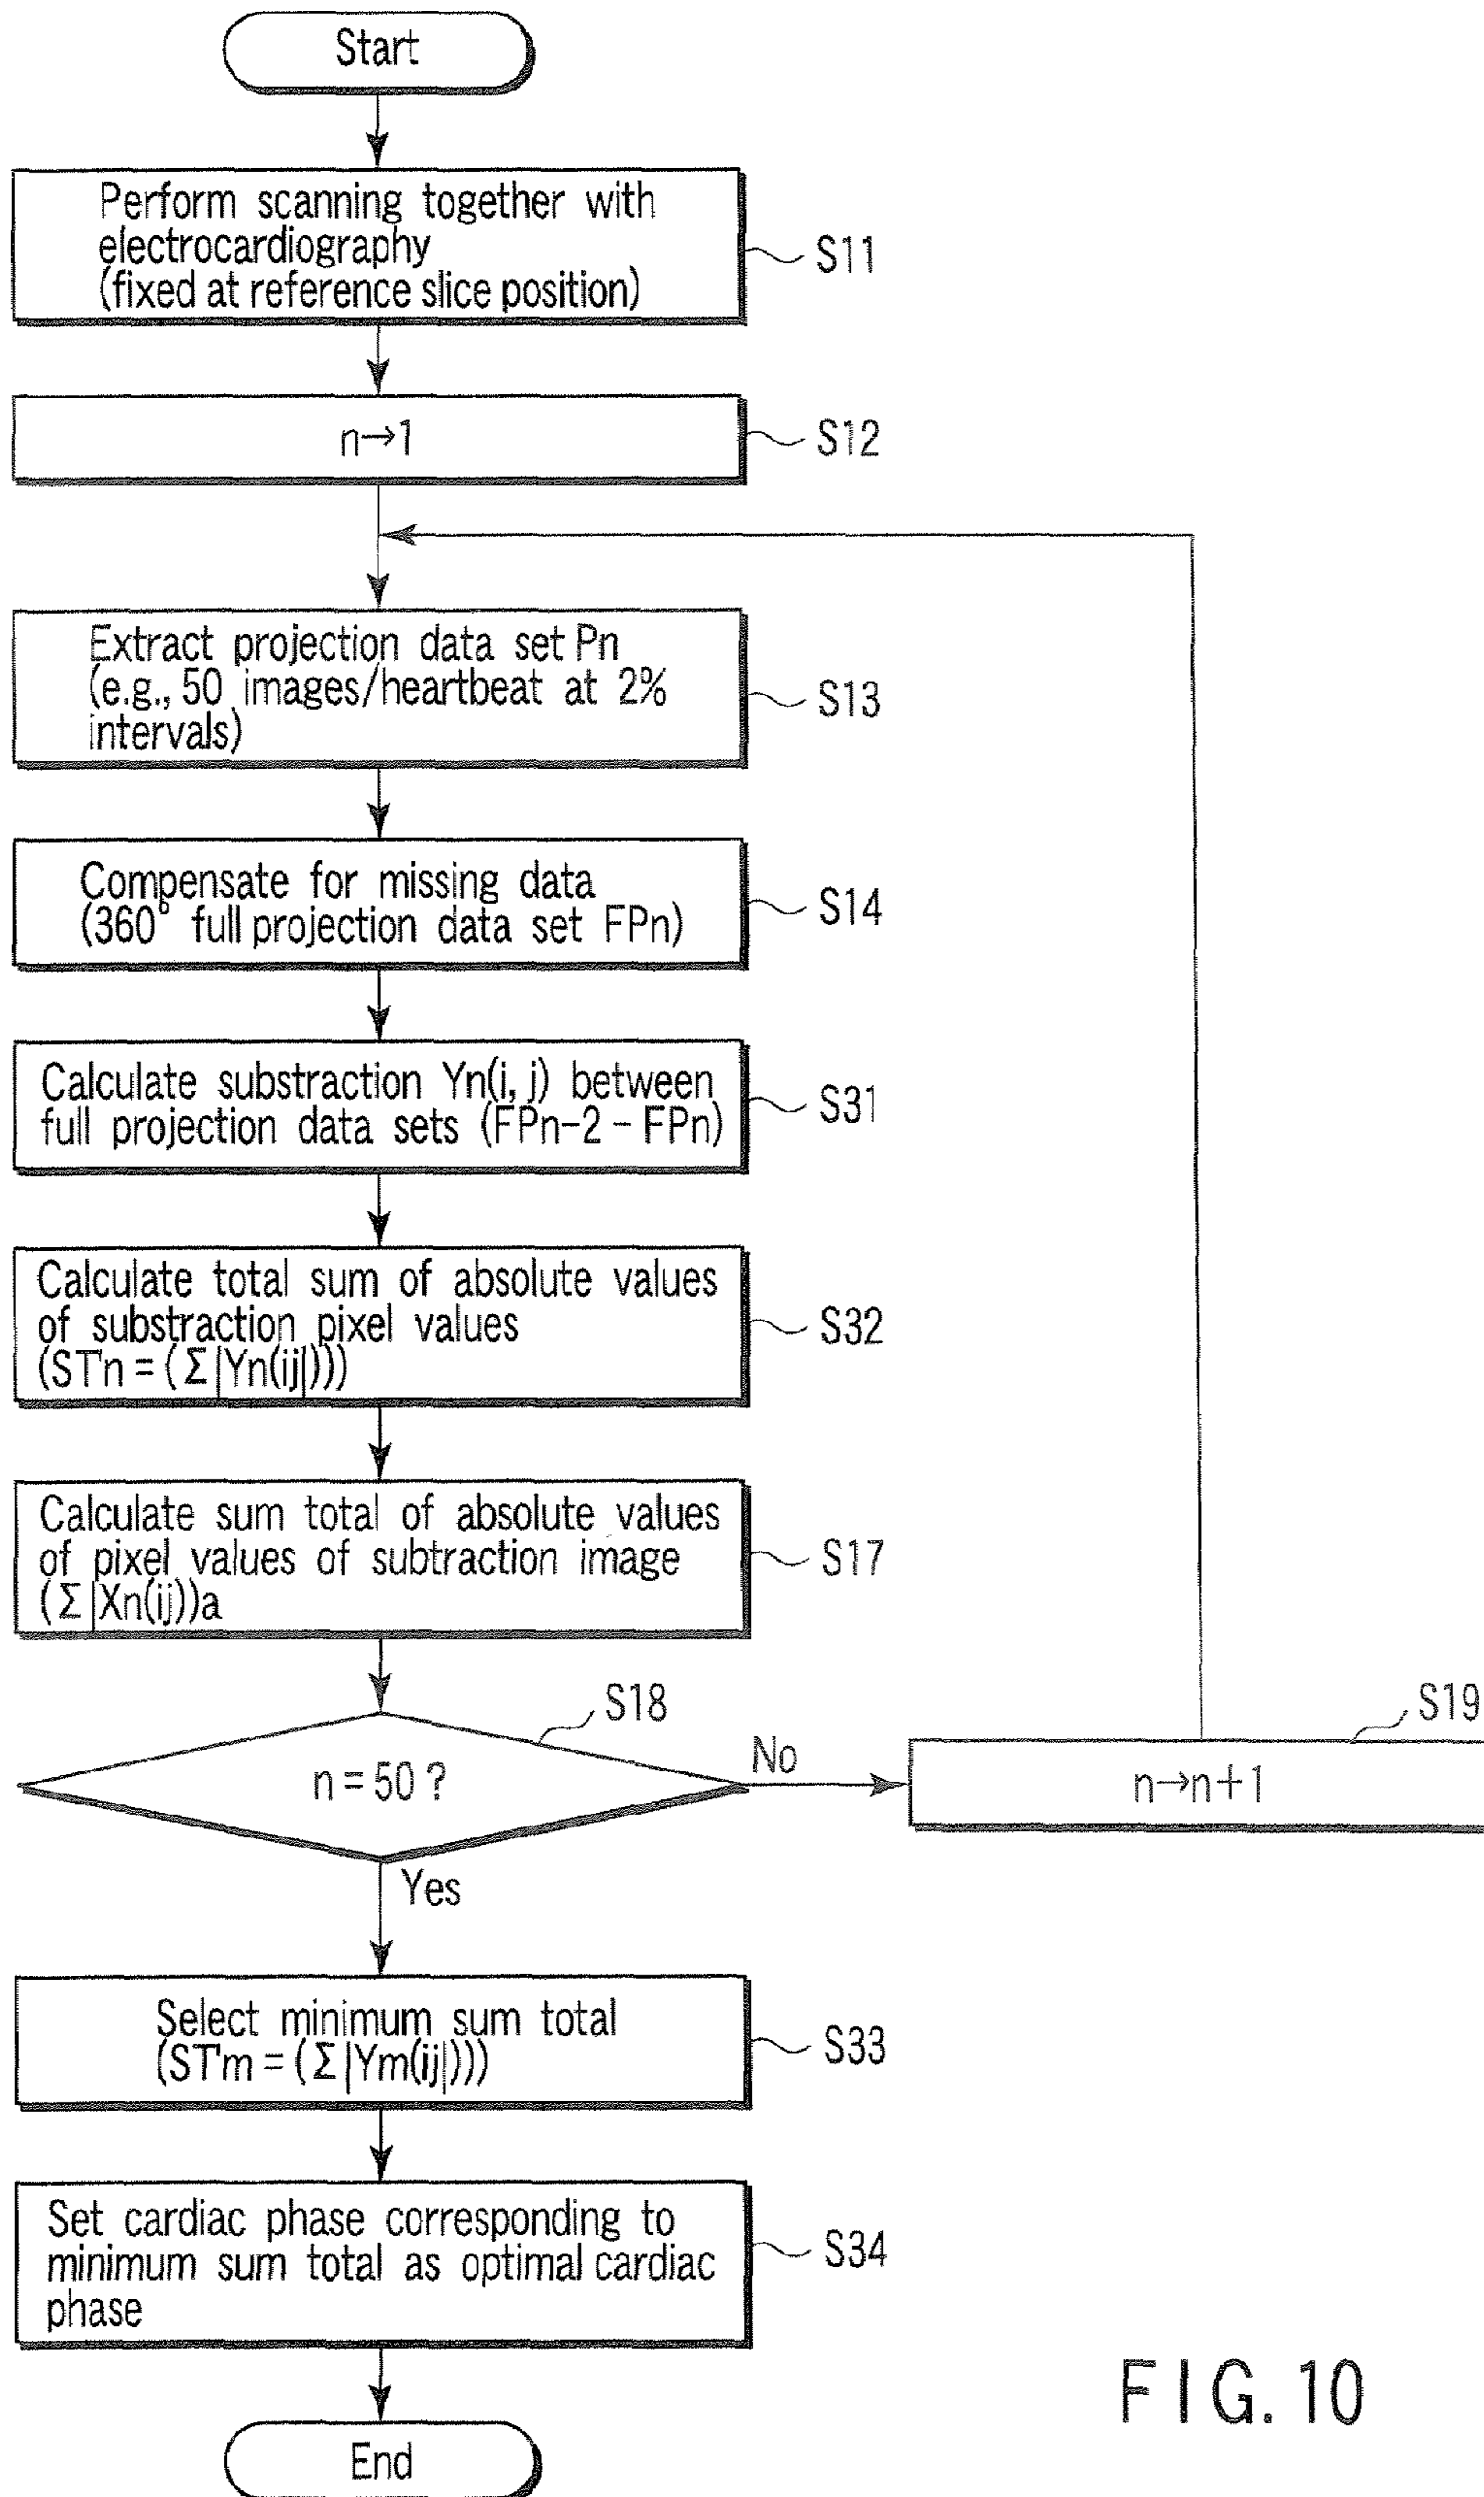 Start
Perform scanning together with
electrocardiography
(fixed at reference slice position)
S11
n→1
S12
Extract projection data set Pn
(e.g., 50 images/heartbeat at 2%
intervals)
S13
Compensate for missing data
(360° full projection data set FPn)
S14
Calculate substraction Yn(i, j) between
full projection data sets (FPn-2 - FPn)
S31
Calculate total sum of absolute values
of substraction pixel values
(ST'n = (Σ|Yn(ij|)))
S32
Calculate sum total of absolute values
of pixel values of subtraction image
(Σ|Xn(ij))a
S17
S18
n = 50 ?
No
S19
n→n+1
Yes
Select minimum sum total
(ST'm = (Σ|Ym(ij|)))
S33
Set cardiac phase corresponding to
minimum sum total as optimal cardiac
phase
S34
End
FIG. 10